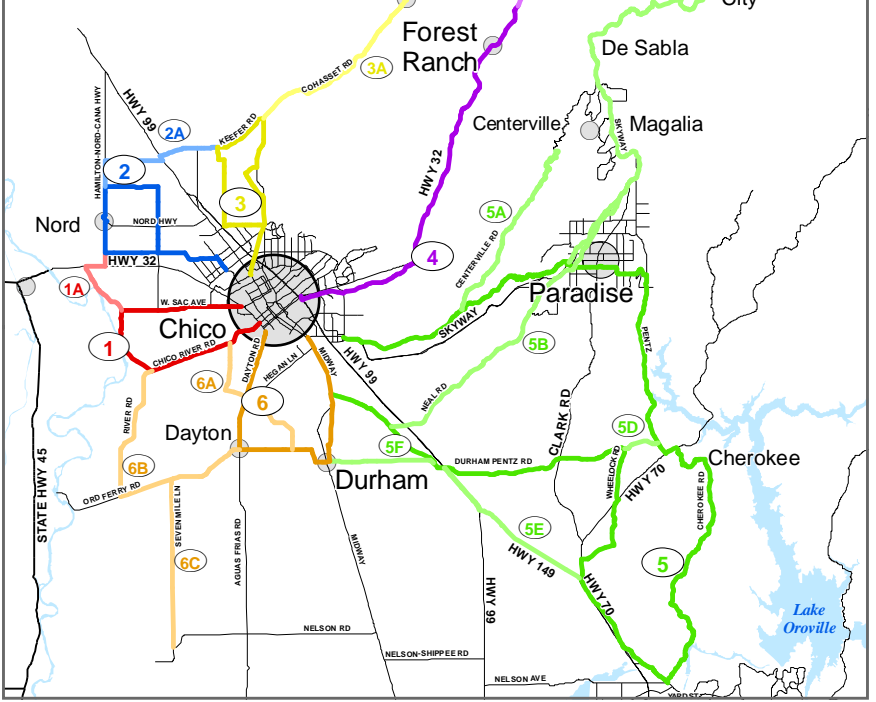 City
Forest
Ranch
De Sabla
3A
COHASSET RD
HAMILTON-NORD-CANA HWY
HWY 99
2A
KEEFER RD
Centerville
Magalia
SKYWAY
HWY 32
2
3
Nord
NORD HWY
5A
CENTERVILLE RD
4
HWY 32
1A
W. SAC AVE
Chico
Paradise
SKYWAY
1
CHICO RIVER RD
DAYTON RD
HEGAN LN
MIDWAY
HWY 99
5B
PENTZ
6A
6
NEAL RD
CLARK RD
RIVER RD
Dayton
5F
5D
6B
DURHAM PENTZ RD
WHEELOCK RD
HWY 70
Cherokee
Durham
ORD FERRY RD
SEVENMILE LN
CHEROKEE RD
STATE HWY 45
6C
AGUAS FRIAS RD
MIDWAY
5E
HWY 149
5
HWY 99
HWY 70
Lake
Oroville
NELSON RD
NELSON-SHIPPEE RD
NELSON AVE